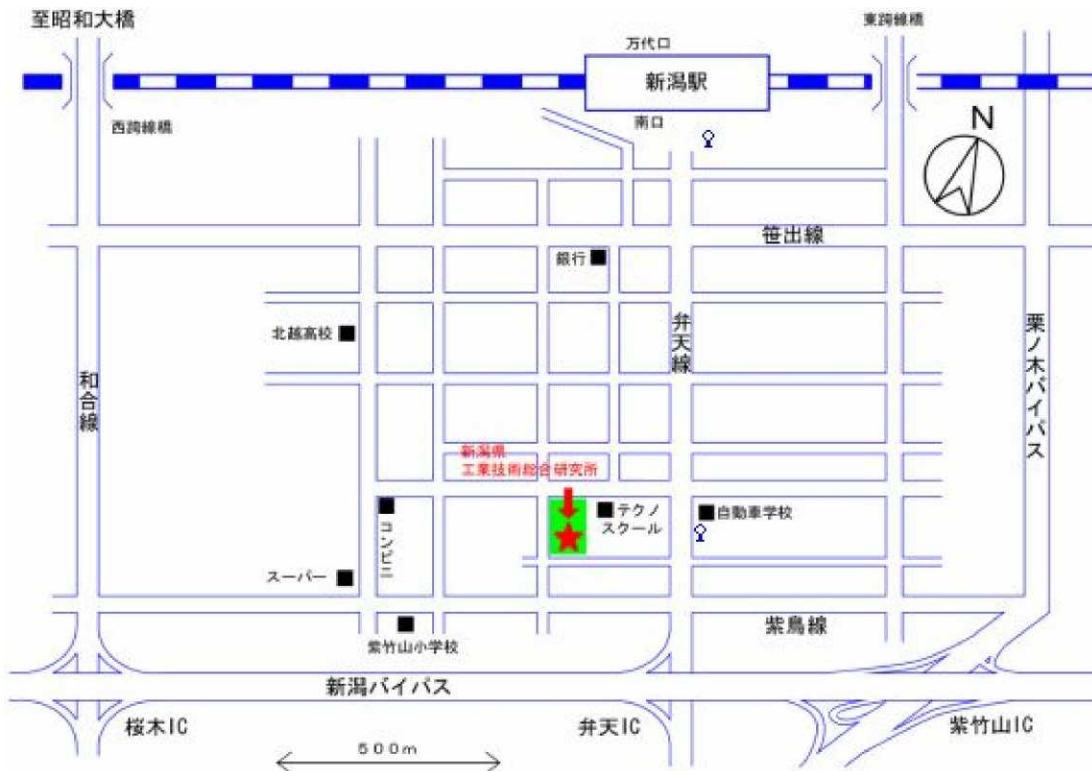 至昭和大橋
東跨線橋
万代口
新潟駅
南口
西跨線橋
N
笹出線
銀行
北越高校
弁天線
栗ノ木バイパス
和合線
新潟県
工業技術総合研究所
テクノ
スクール
自動車学校
コンビニ
スーパー
紫竹山小学校
紫鳥線
新潟バイパス
桜木IC
弁天IC
紫竹山IC
500m